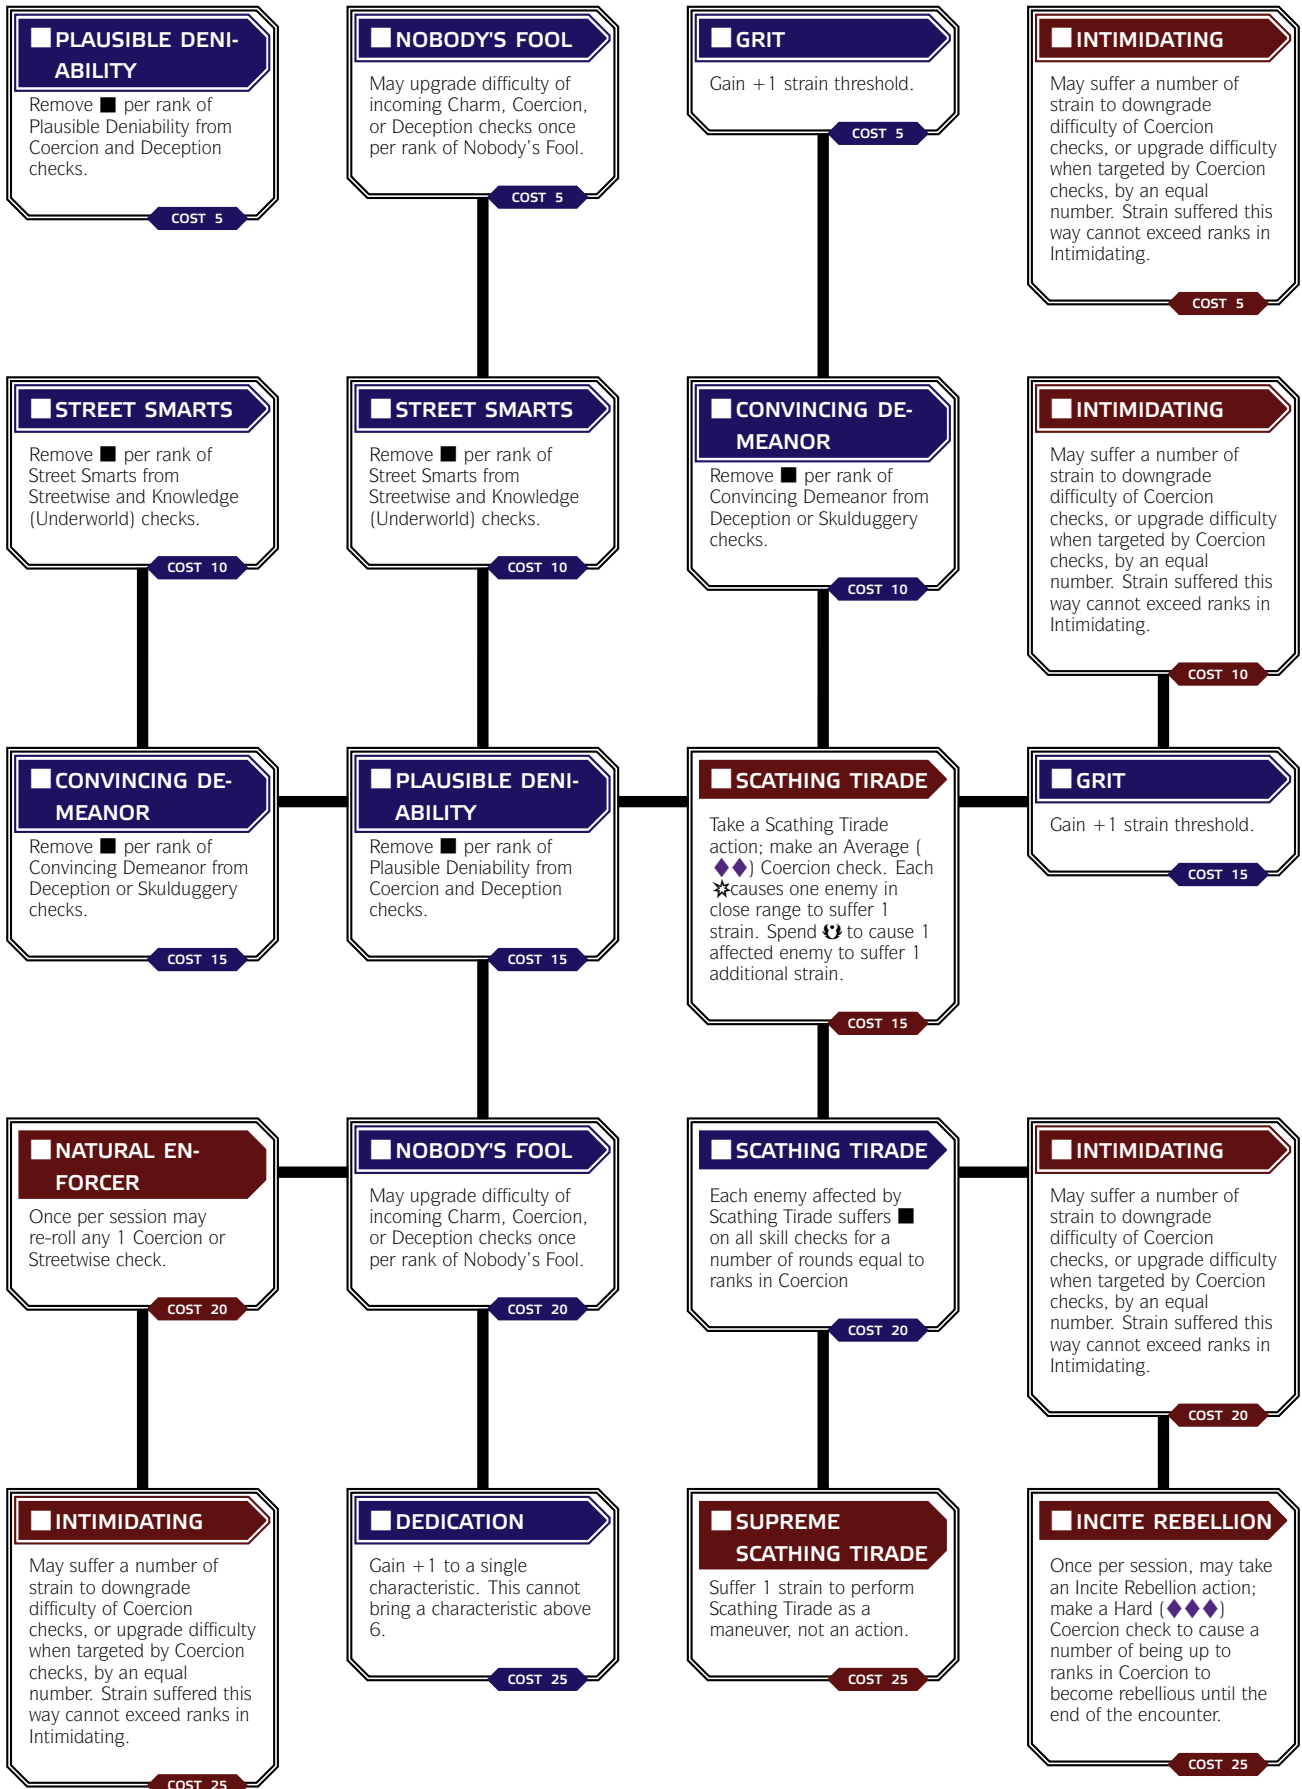 PLAUSIBLE DENI-
ABILITY
Remove ■ per rank of
Plausible Deniability from
Coercion and Deception
checks.
COST 5
NOBODY'S FOOL
May upgrade difficulty of
incoming Charm, Coercion,
or Deception checks once
per rank of Nobody's Fool.
COST 5
GRIT
Gain +1 strain threshold.
COST 5
INTIMIDATING
May suffer a number of
strain to downgrade
difficulty of Coercion
checks, or upgrade difficulty
when targeted by Coercion
checks, by an equal
number. Strain suffered this
way cannot exceed ranks in
Intimidating.
COST 5
STREET SMARTS
Remove ■ per rank of
Street Smarts from
Streetwise and Knowledge
(Underworld) checks.
COST 10
STREET SMARTS
Remove ■ per rank of
Street Smarts from
Streetwise and Knowledge
(Underworld) checks.
COST 10
CONVINCING DE-
MEANOR
Remove ■ per rank of
Convincing Demeanor from
Deception or Skulduggery
checks.
COST 10
INTIMIDATING
May suffer a number of
strain to downgrade
difficulty of Coercion
checks, or upgrade difficulty
when targeted by Coercion
checks, by an equal
number. Strain suffered this
way cannot exceed ranks in
Intimidating.
COST 10
CONVINCING DE-
MEANOR
Remove ■ per rank of
Convincing Demeanor from
Deception or Skulduggery
checks.
COST 15
PLAUSIBLE DENI-
ABILITY
Remove ■ per rank of
Plausible Deniability from
Coercion and Deception
checks.
COST 15
SCATHING TIRADE
Take a Scathing Tirade
action; make an Average (
◆◆) Coercion check. Each
causes one enemy in
close range to suffer 1
strain. Spend to cause 1
affected enemy to suffer 1
additional strain.
COST 15
GRIT
Gain +1 strain threshold.
COST 15
NATURAL EN-
FORCER
Once per session may
re-roll any 1 Coercion or
Streetwise check.
COST 20
NOBODY'S FOOL
May upgrade difficulty of
incoming Charm, Coercion,
or Deception checks once
per rank of Nobody's Fool.
COST 20
SCATHING TIRADE
Each enemy affected by
Scathing Tirade suffers ■
on all skill checks for a
number of rounds equal to
ranks in Coercion
COST 20
INTIMIDATING
May suffer a number of
strain to downgrade
difficulty of Coercion
checks, or upgrade difficulty
when targeted by Coercion
checks, by an equal
number. Strain suffered this
way cannot exceed ranks in
Intimidating.
COST 20
INTIMIDATING
May suffer a number of
strain to downgrade
difficulty of Coercion
checks, or upgrade difficulty
when targeted by Coercion
checks, by an equal
number. Strain suffered this
way cannot exceed ranks in
Intimidating.
COST 25
DEDICATION
Gain +1 to a single
characteristic. This cannot
bring a characteristic above
6.
COST 25
SUPREME
SCATHING TIRADE
Suffer 1 strain to perform
Scathing Tirade as a
maneuver, not an action.
COST 25
INCITE REBELLION
Once per session, may take
an Incite Rebellion action;
make a Hard (◆◆◆)
Coercion check to cause a
number of being up to
ranks in Coercion to
become rebellious until the
end of the encounter.
COST 25